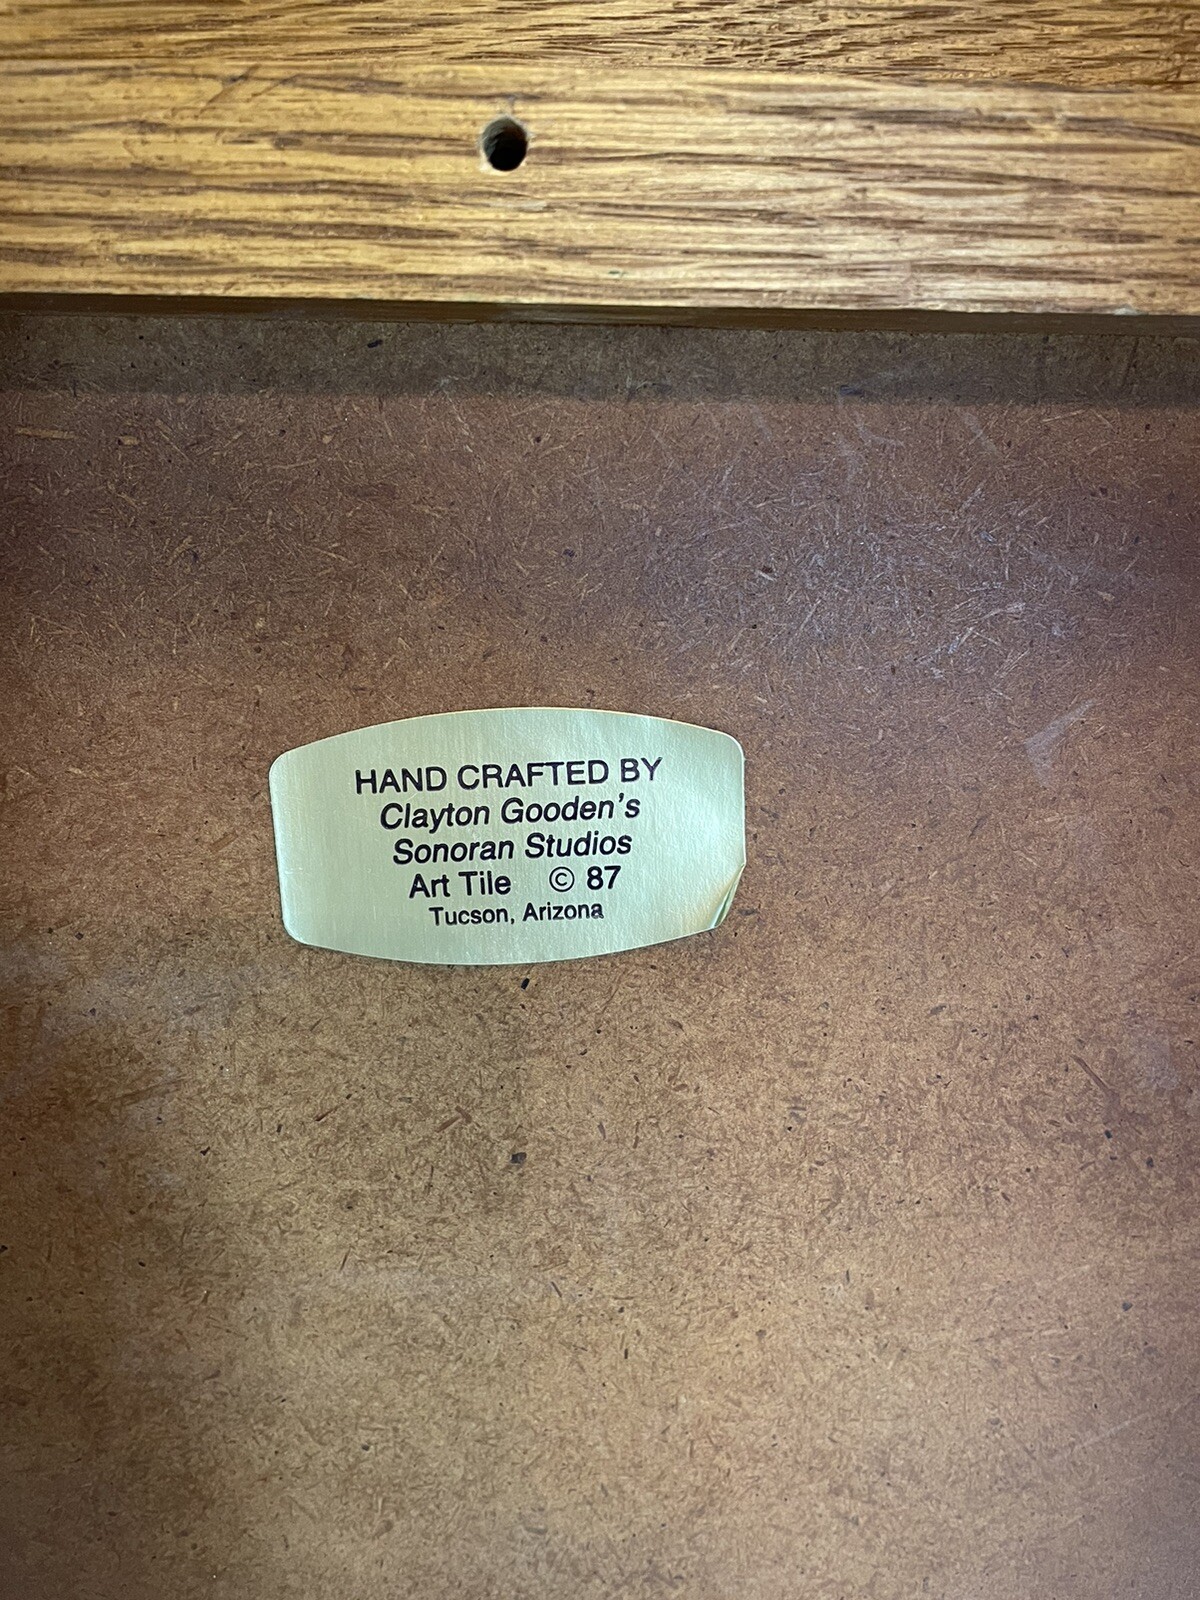 HAND CRAFTED BY
Clayton Gooden's
Sonoran Studios
Art Tile © 87
Tucson, Arizona